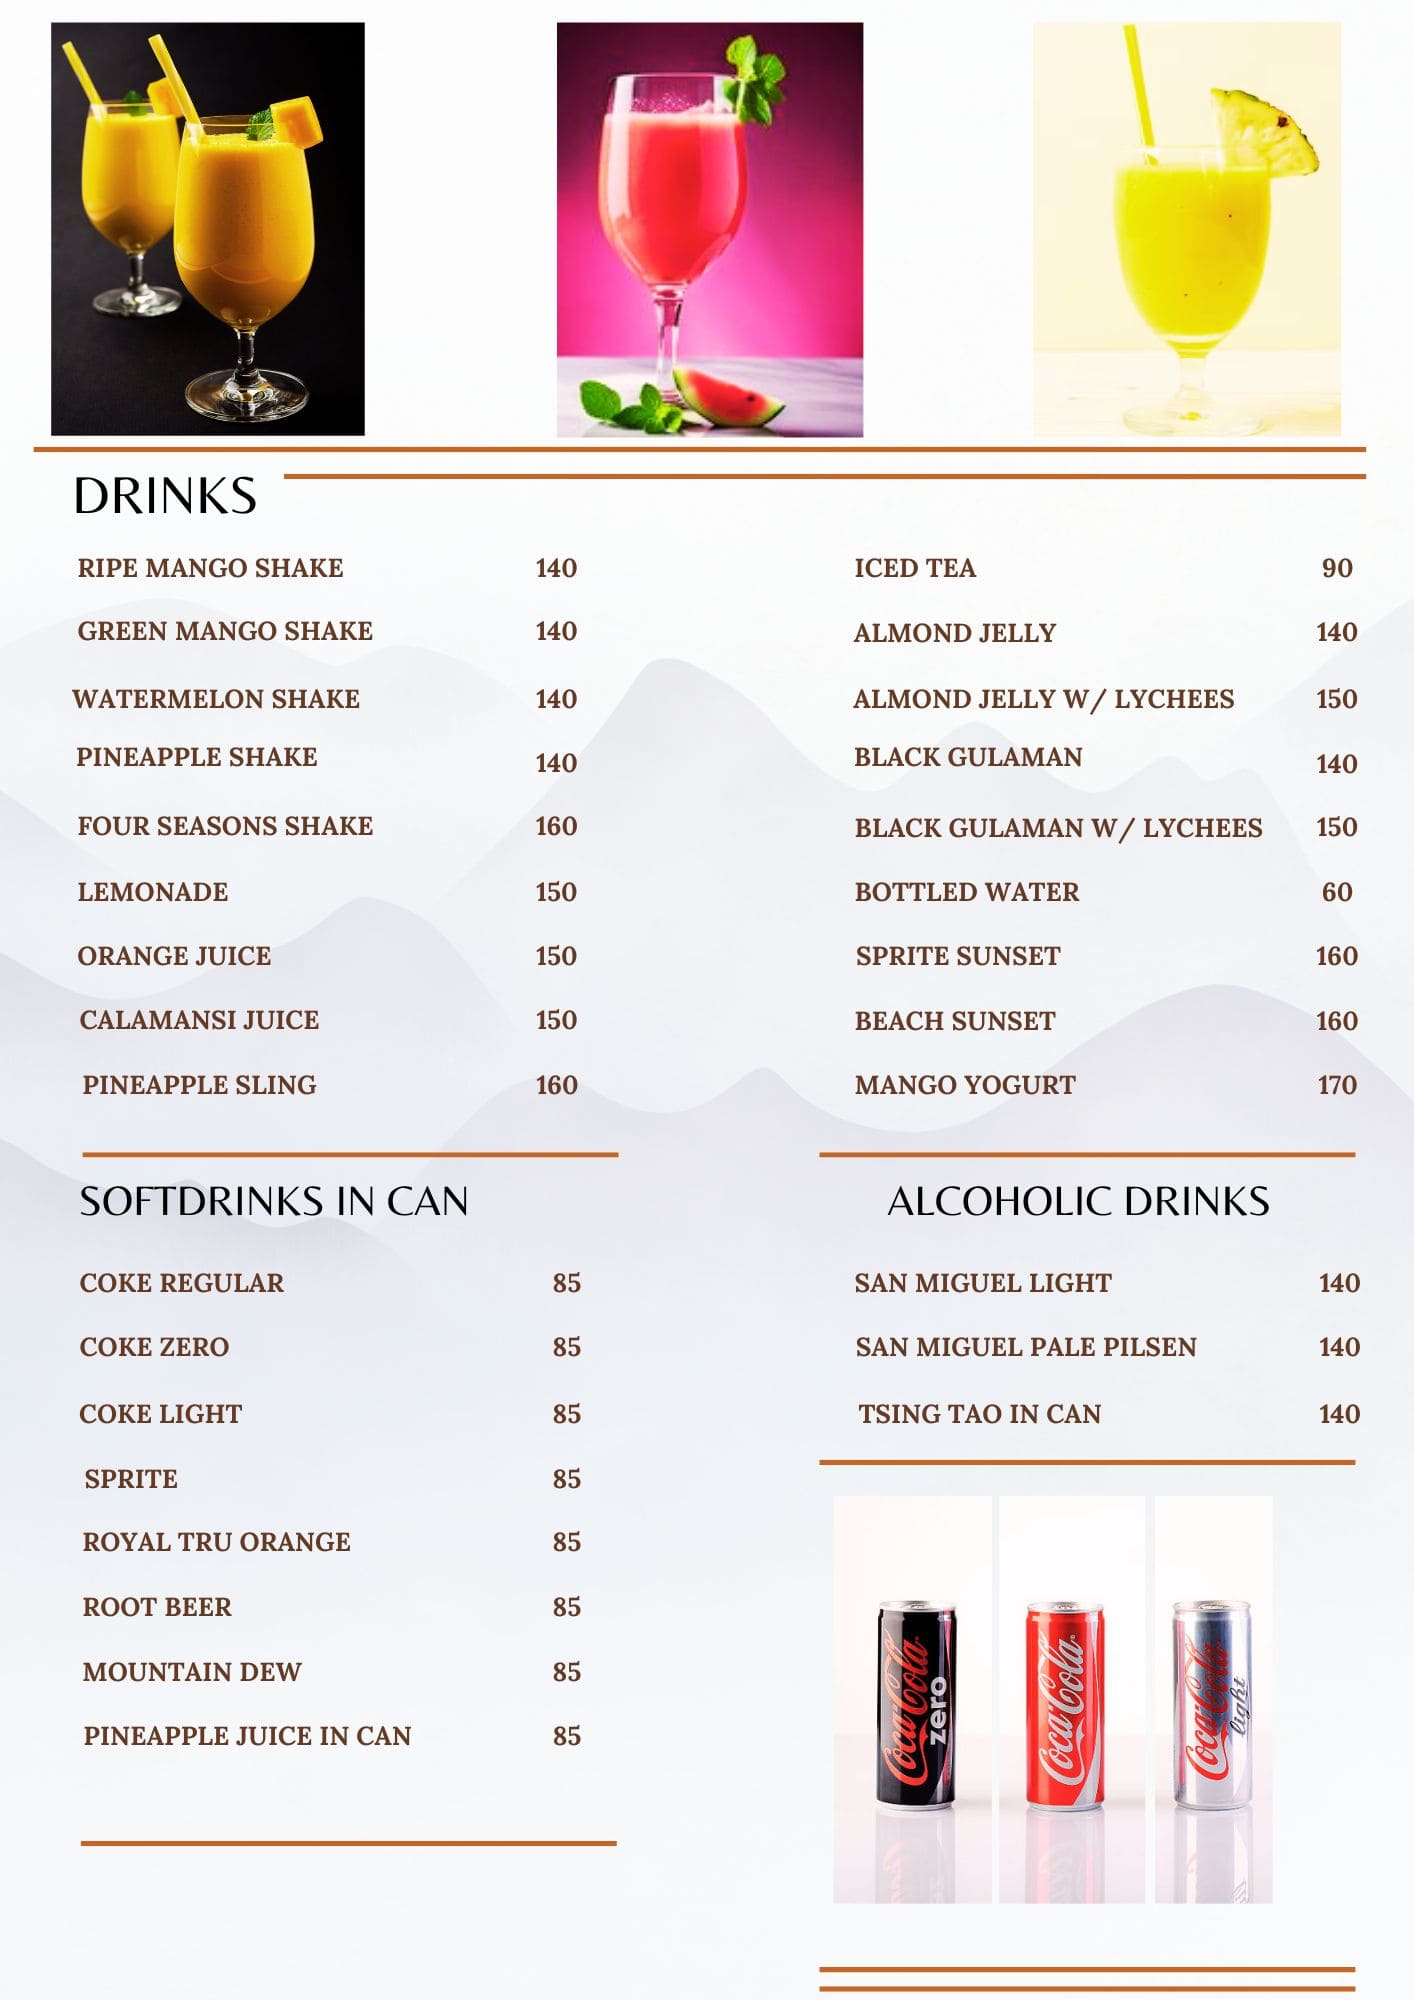 DRINKS
RIPE MANGO SHAKE 140
GREEN MANGO SHAKE 140
WATERMELON SHAKE 140
PINEAPPLE SHAKE 140
FOUR SEASONS SHAKE 160
LEMONADE 150
ORANGE JUICE 150
CALAMANSI JUICE 150
PINEAPPLE SLING 160
ICED TEA 90
ALMOND JELLY 140
ALMOND JELLY W/ LYCHEES 150
BLACK GULAMAN 140
BLACK GULAMAN W/ LYCHEES 150
BOTTLED WATER 60
SPRITE SUNSET 160
BEACH SUNSET 160
MANGO YOGURT 170
SOFTDRINKS IN CAN
COKE REGULAR 85
COKE ZERO 85
COKE LIGHT 85
SPRITE 85
ROYAL TRU ORANGE 85
ROOT BEER 85
MOUNTAIN DEW 85
PINEAPPLE JUICE IN CAN 85
ALCOHOLIC DRINKS
SAN MIGUEL LIGHT 140
SAN MIGUEL PALE PILSEN 140
TSING TAO IN CAN 140
Coca-Cola
zero
Coca-Cola
Coca-Cola
light